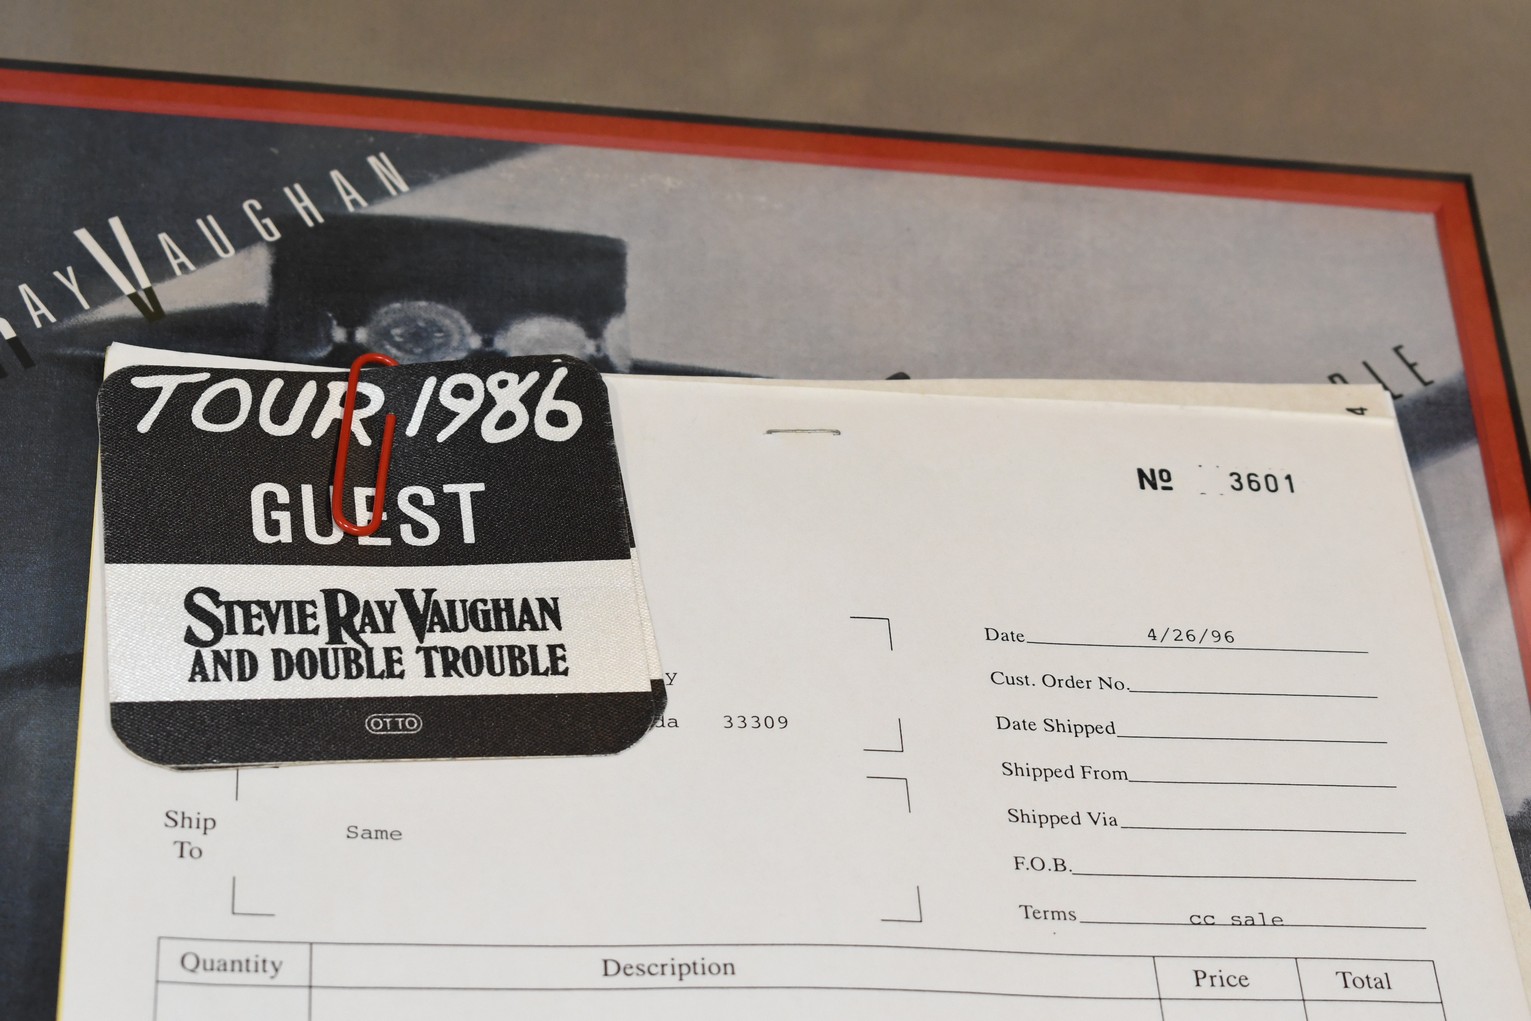 AY VAUGHAN
TOUR 1986
GUEST
STEVIE RAY VAUGHAN
AND DOUBLE TROUBLE
OTTO
4
Nº 3601
Date 4/26/96
Cust. Order No.
33309
Date Shipped
Shipped From
Ship
To
Same
Shipped Via
F.O.B.
Terms cc sale
Quantity Description Price Total